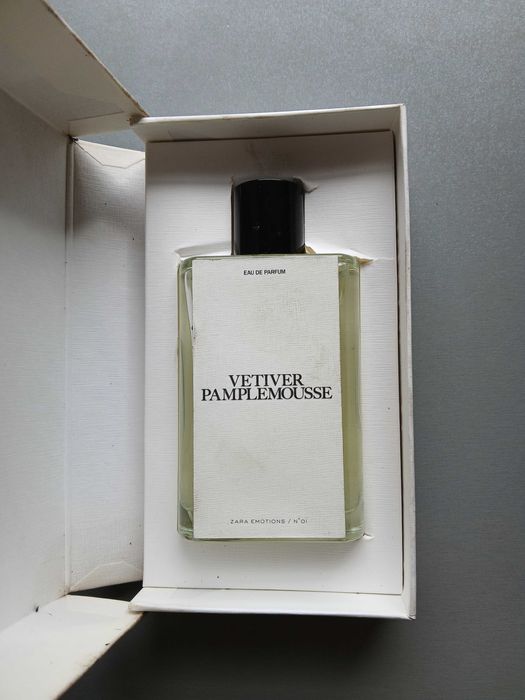 EAU DE PARFUM
VETIVER
PAMPLEMOUSSE
ZARA EMOTIONS / N°01